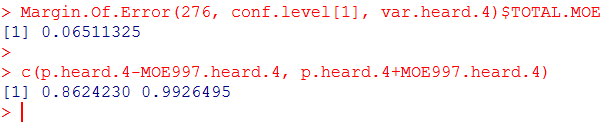 > Margin.Of.Error(276, conf.level[1], var.heard.4)$TOTAL.MOE
[1] 0.06511325
>
> c(p.heard.4-MOE997.heard.4, p.heard.4+MOE997.heard.4)
[1] 0.8624230 0.9926495
>